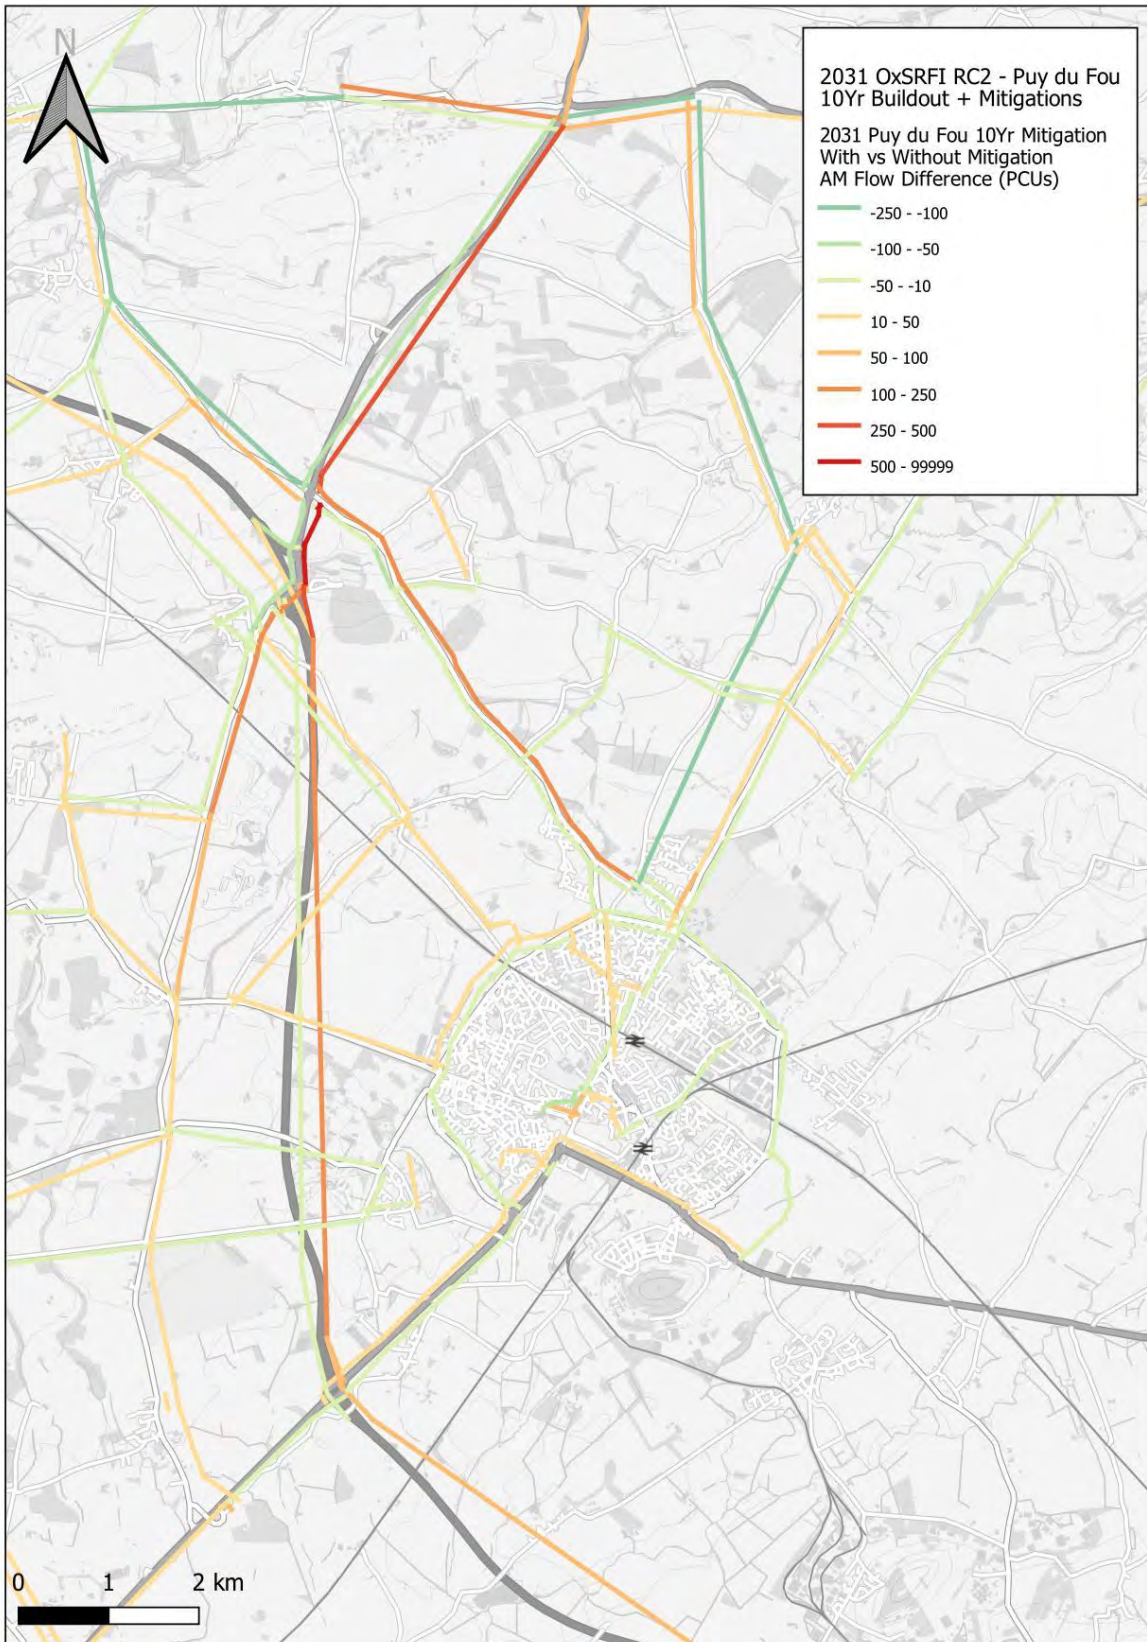 N
2031 OxSRFI RC2 - Puy du Fou
10Yr Buildout + Mitigations
2031 Puy du Fou 10Yr Mitigation
With vs Without Mitigation
AM Flow Difference (PCUs)
-250 - -100
-100 - -50
-50 - -10
10 - 50
50 - 100
100 - 250
250 - 500
500 - 99999
0 1 2 km